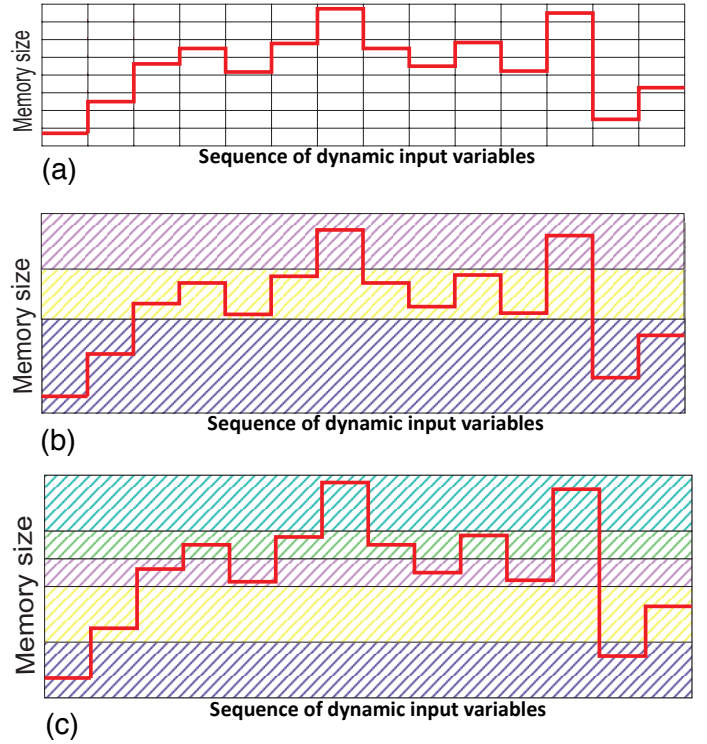 Memory size
Sequence of dynamic input variables
(a)
Memory size
Sequence of dynamic input variables
(b)
Memory size
Sequence of dynamic input variables
(c)